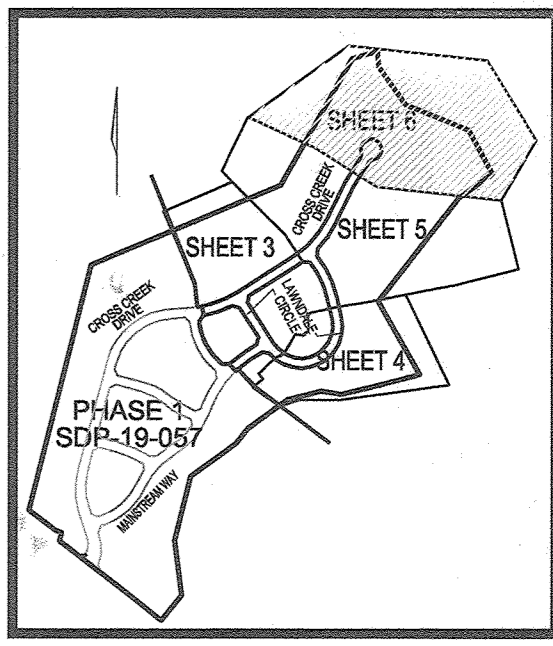 SHEET 6
CROSS CREEK
DRIVE
SHEET 5
SHEET 3
LAWNDALE
CIRCLE
CROSS CREEK
DRIVE
SHEET 4
PHASE 1
SDP-19-057
MAINSTREAM WAY